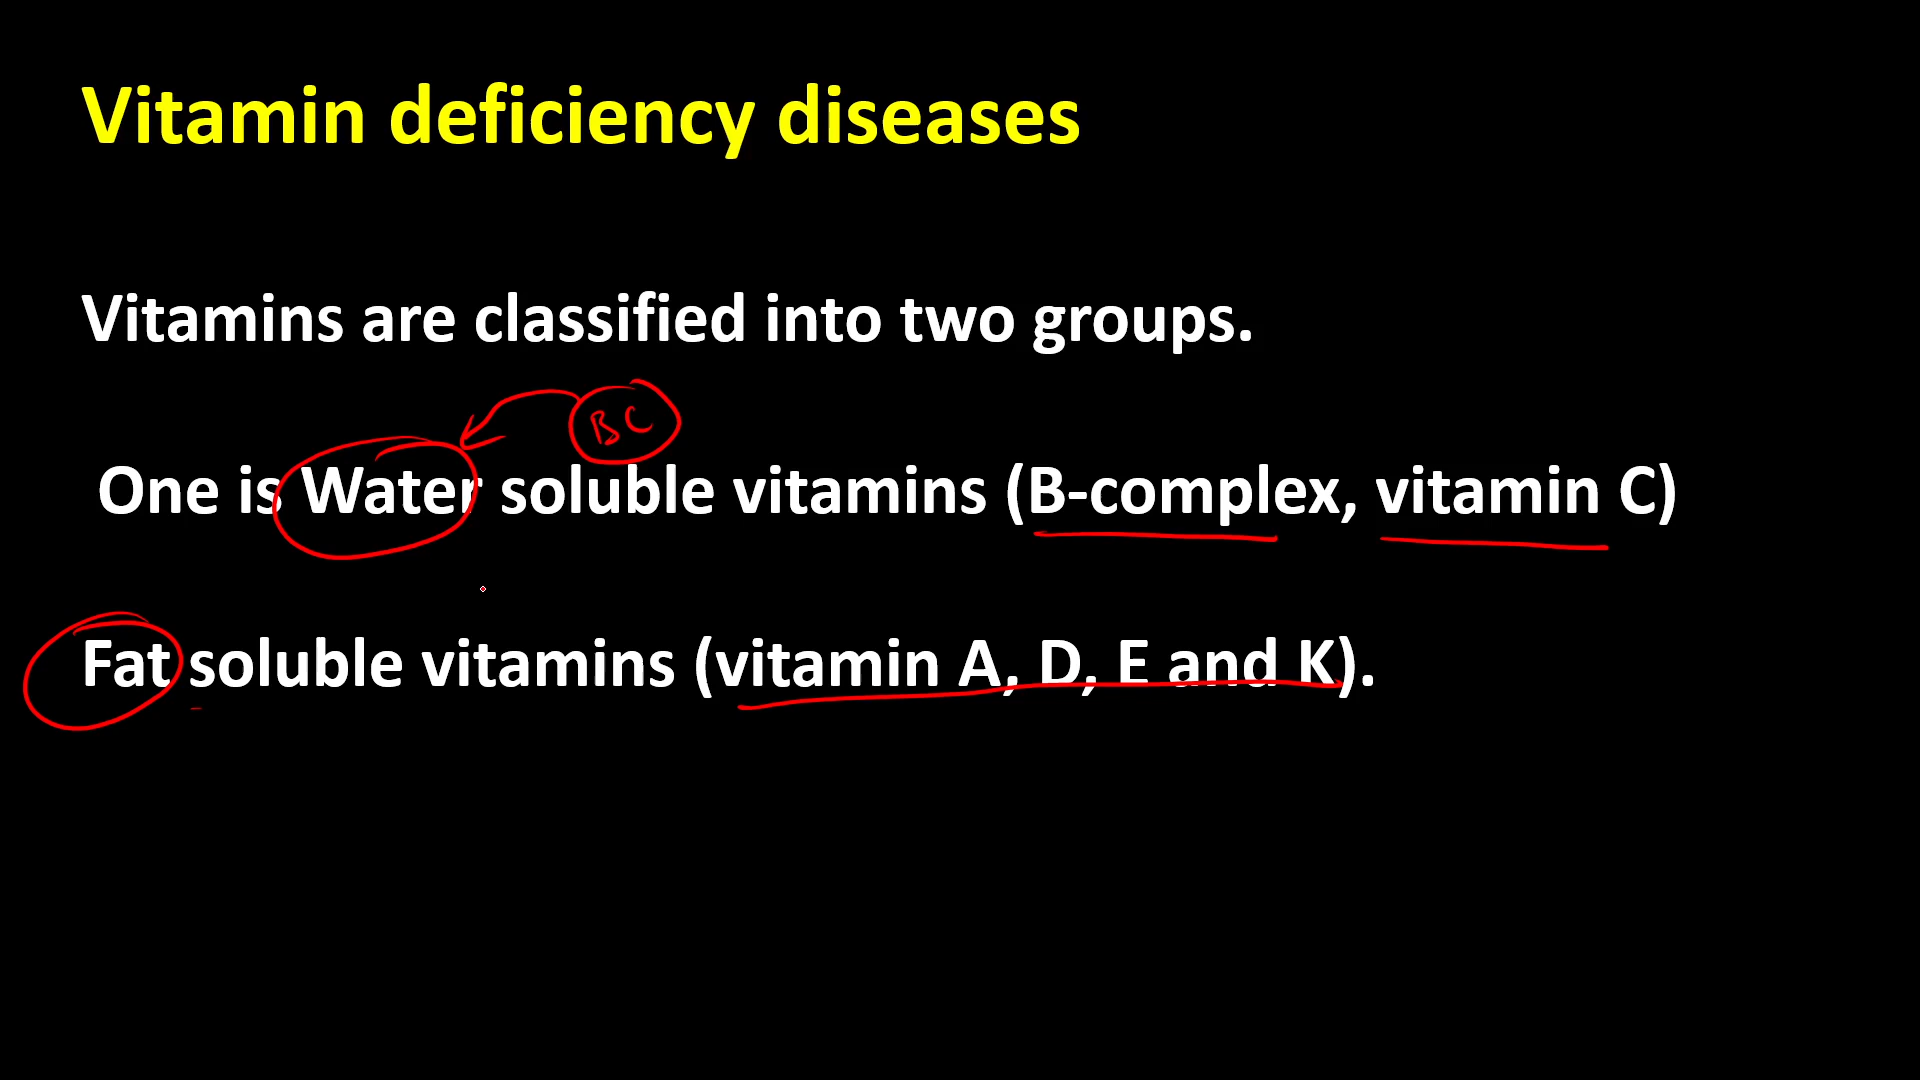 Vitamin deficiency diseases
Vitamins are classified into two groups.
BC
One is Water soluble vitamins (B-complex, vitamin C)
Fat soluble vitamins (vitamin A, D, E and K).